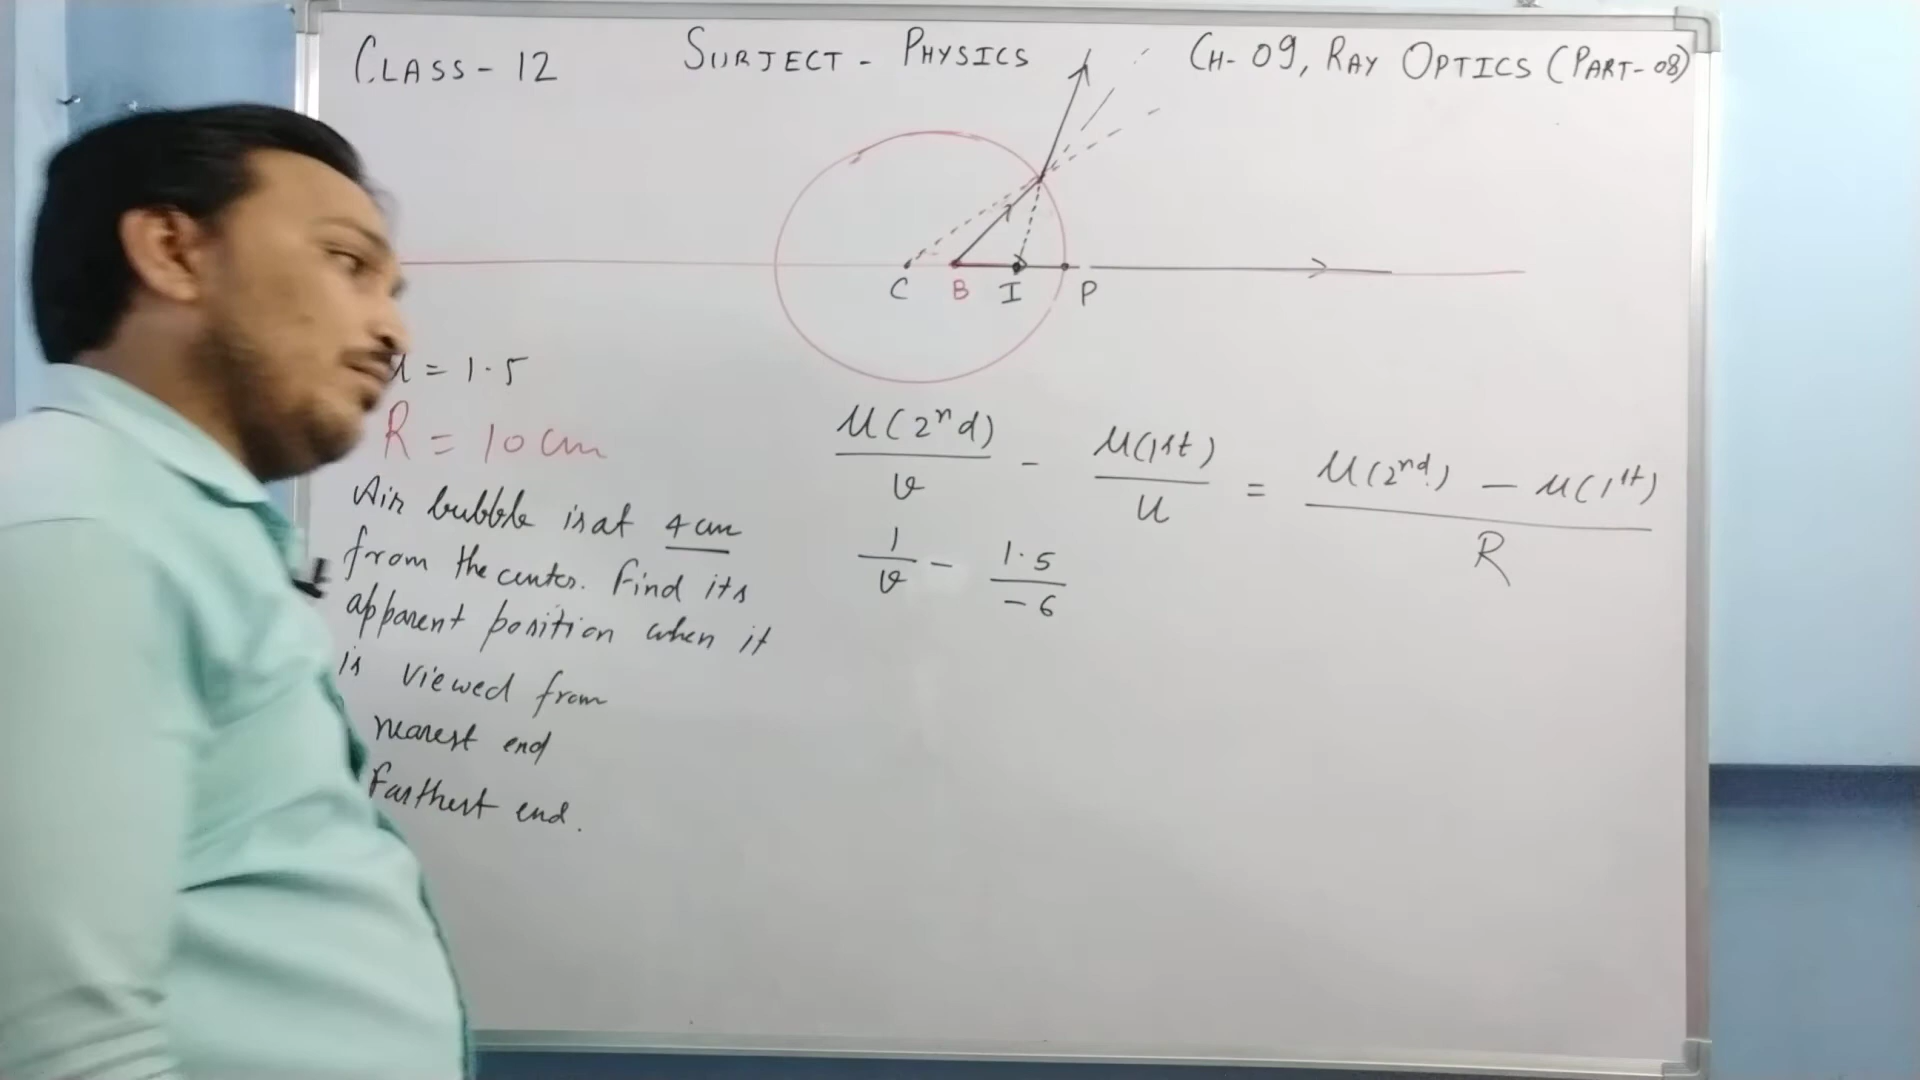 CLASS - 12 SUBJECT - PHYSICS CH- 09, RAY OPTICS (PART-08)
C B I P
= 1.5
R = 10 cm
Air bubble is at 4 cm
from the center. Find its
apparent position when it
is viewed from
nearest end
Farthest end.
μ(2nd)/v - μ(1st)/u = μ(2nd) - μ(1st)/R
1/v - 1.5/-6